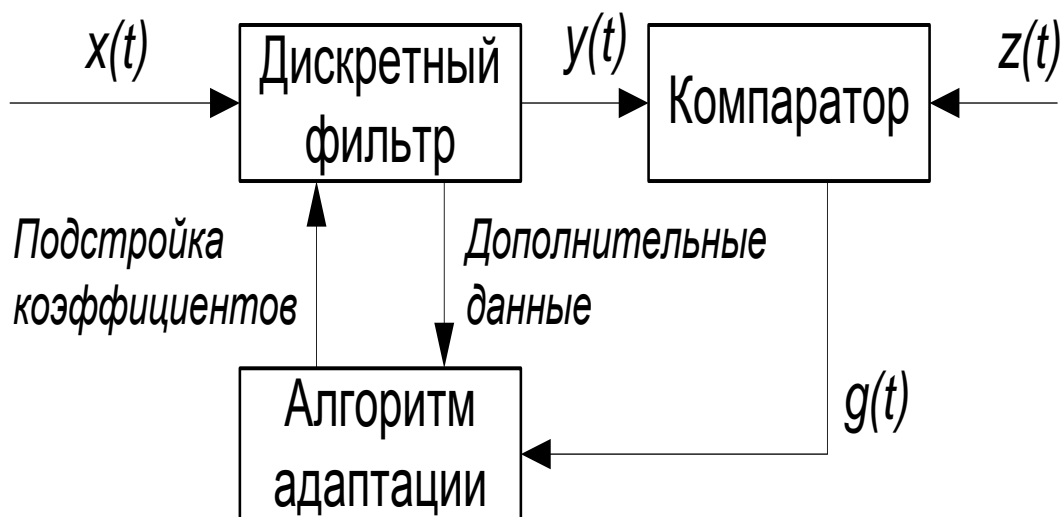 x(t)
Дискретный
фильтр
y(t)
Компаратор
z(t)
Подстройка
коэффициентов
Дополнительные
данные
Алгоритм
адаптации
g(t)